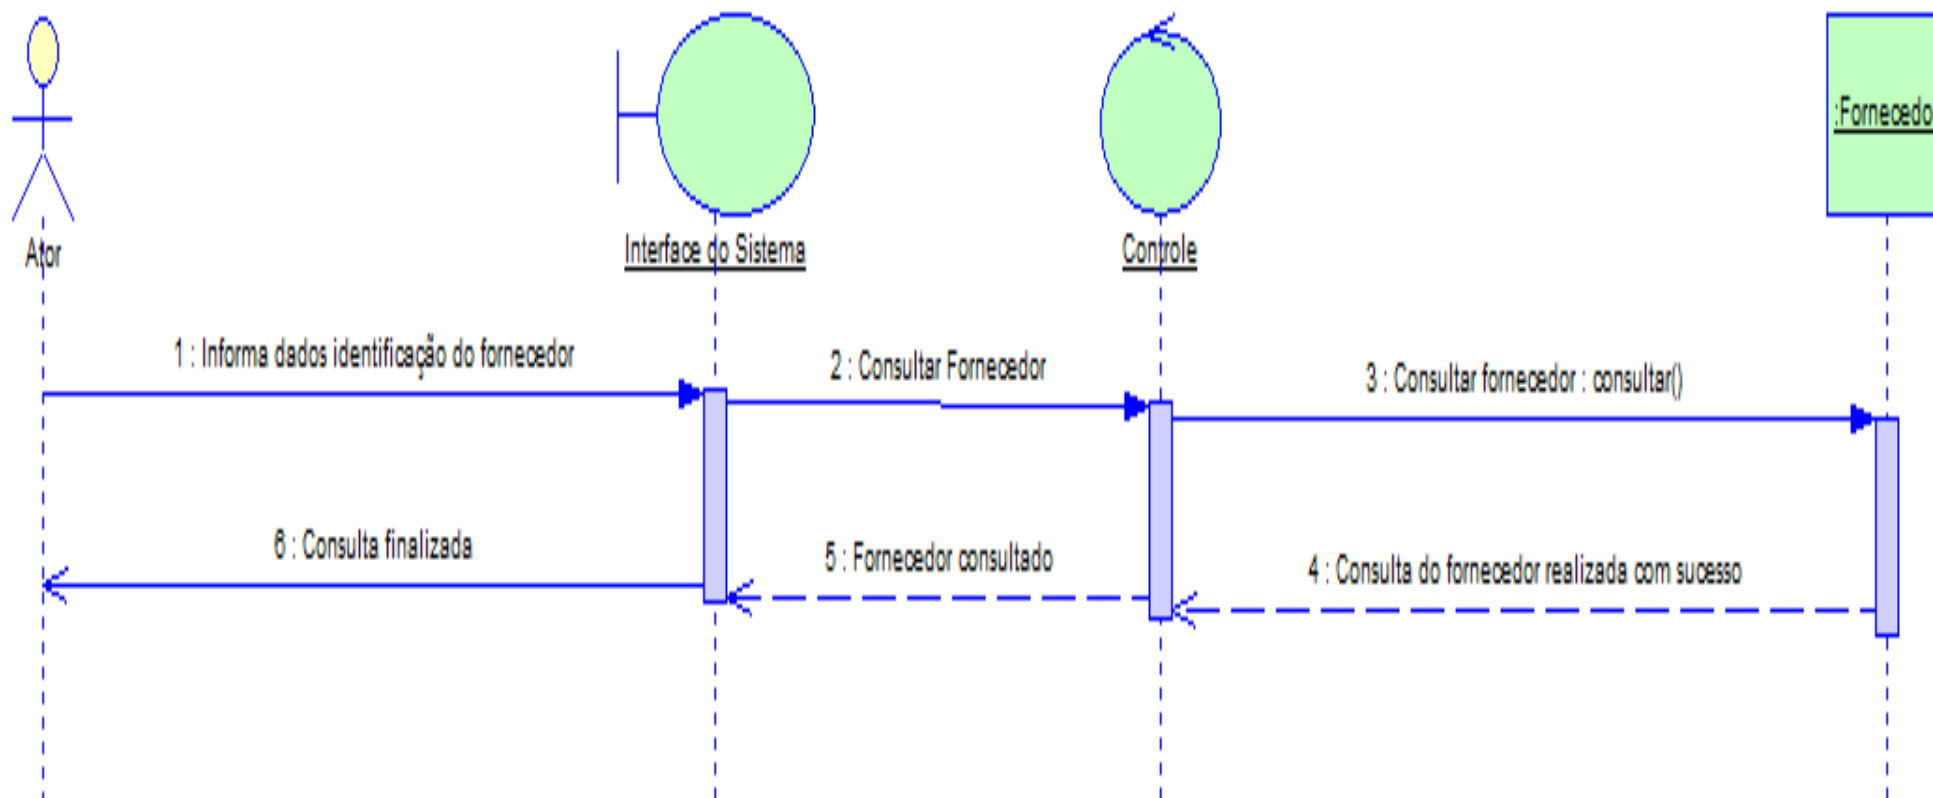 :Fornecedo
Ator
Interface do Sistema
Controle
1 : Informa dados identificação do fornecedor
2 : Consultar Fornecedor
3 : Consultar fornecedor : consultar()
6 : Consulta finalizada
5 : Fornecedor consultado
4 : Consulta do fornecedor realizada com sucesso